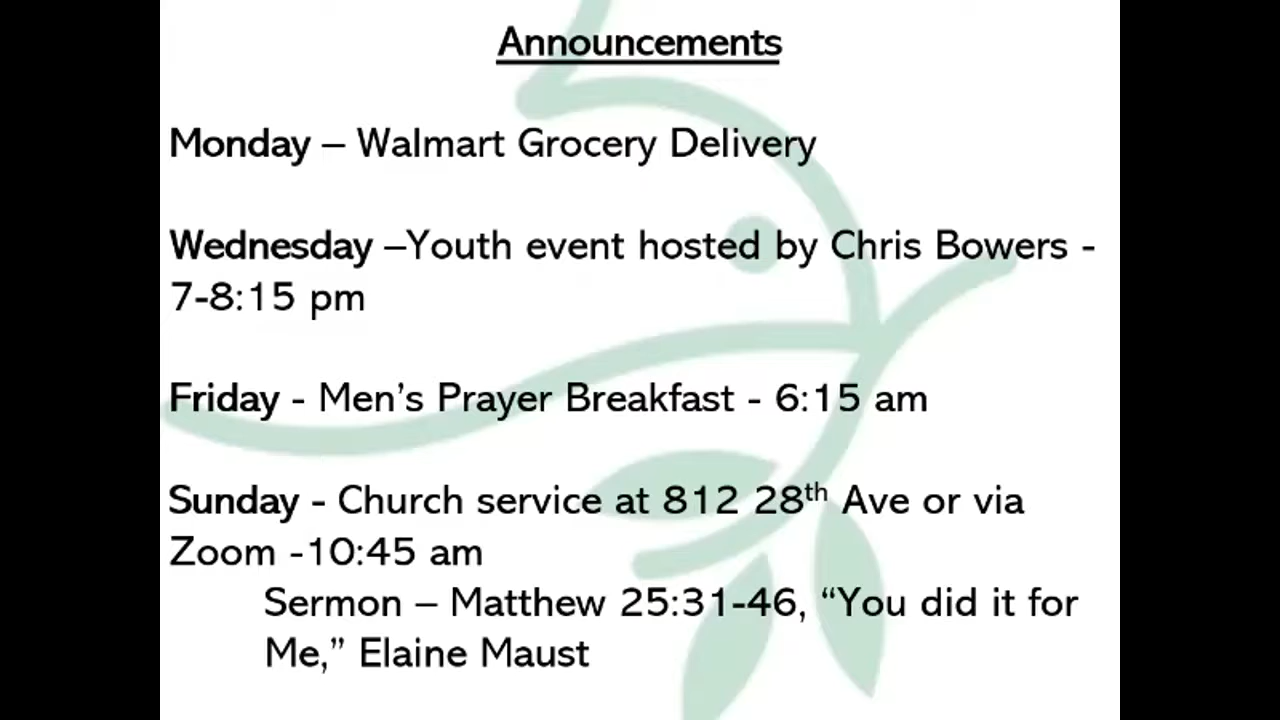 Announcements
Monday – Walmart Grocery Delivery
Wednesday –Youth event hosted by Chris Bowers -
7-8:15 pm
Friday - Men’s Prayer Breakfast - 6:15 am
Sunday - Church service at 812 28th Ave or via
Zoom -10:45 am
Sermon – Matthew 25:31-46, “You did it for
Me,” Elaine Maust